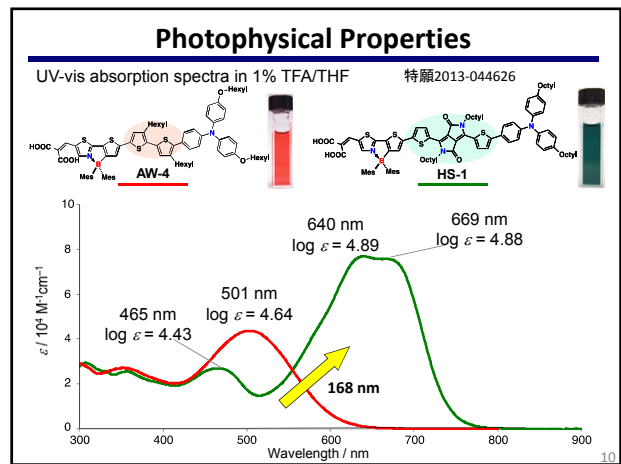 Photophysical Properties
UV-vis absorption spectra in 1% TFA/THF
特願2013-044626
O-Hexyl
Hexyl
S
S
S
S
N
HOOC
COOH
N
B
Mes
Mes
Hexyl
O-Hexyl
AW-4
OOctyl
Octyl
O
N
S
S
S
S
N
HOOC
HOOC
N
B
Mes
Mes
N
Octyl
O
OOctyl
HS-1
640 nm
log ε = 4.89
669 nm
log ε = 4.88
501 nm
log ε = 4.64
465 nm
log ε = 4.43
168 nm
ε / 10⁴ M⁻¹cm⁻¹
10
8
6
4
2
0
300
400
500
600
700
800
900
Wavelength / nm
10